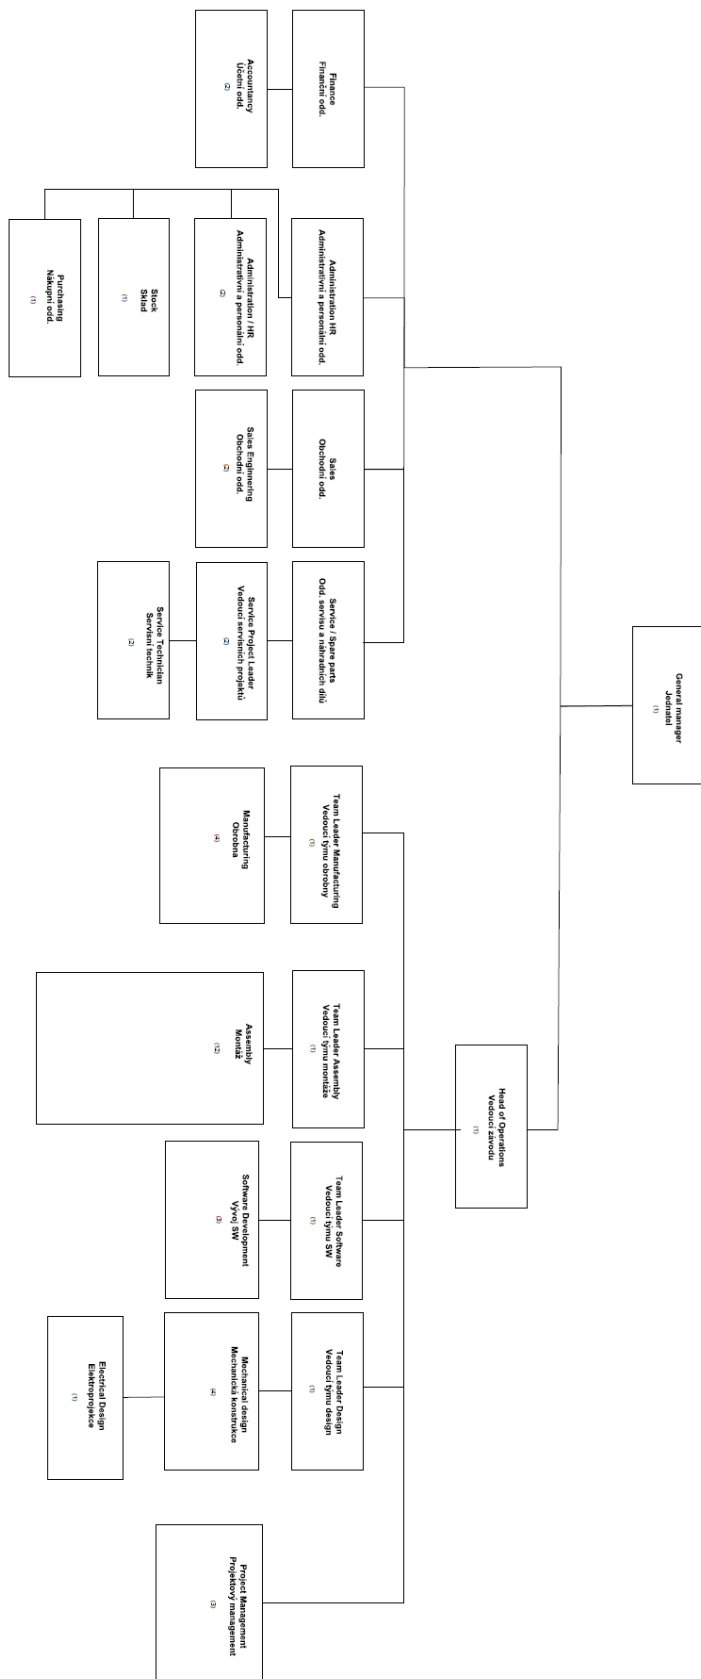 General manager
Jednatel
(1)
Head of Operations
Vedoucí závodu
(1)
Finance
Finanční odd.
Accountancy
Účetní odd.
(2)
Administration HR
Administrativní a personální odd.
Administration / HR
Administrativní a personální odd.
(2)
Stock
Sklad
(1)
Purchasing
Nákupní odd.
(1)
Sales
Obchodní odd.
Sales Enginnering
Obchodní odd.
(2)
Service / Spare parts
Odd. servisu a náhradních dílů
Service Project Leader
Vedoucí servisních projektů
(2)
Service Technician
Servisní technik
(2)
Team Leader Manufacturing
Vedoucí týmu obrobny
(1)
Manufacturing
Obrobna
(4)
Team Leader Assembly
Vedoucí týmu montáže
(1)
Assembly
Montáž
(12)
Team Leader Software
Vedoucí týmu SW
(1)
Software Development
Vývoj SW
(3)
Team Leader Design
Vedoucí týmu design
(1)
Mechanical design
Mechanická konstrukce
(4)
Electrical Design
Elektroprojekce
(1)
Project Management
Projektový management
(3)